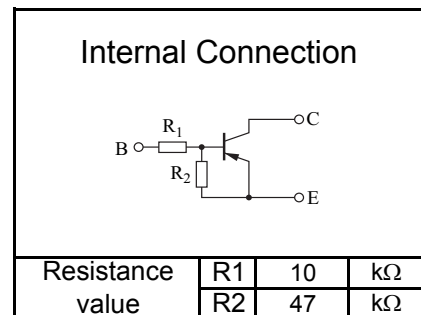 Internal Connection
C
R1
B
R2
E
Resistance value R1 10 kΩ
R2 47 kΩ